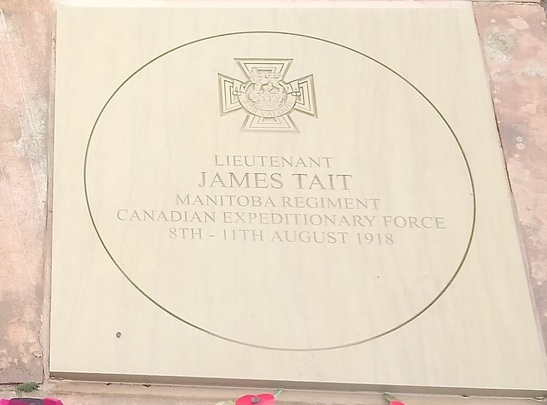 LIEUTENANT
JAMES TAIT
MANITOBA REGIMENT
CANADIAN EXPEDITIONARY FORCE
8TH - 11TH AUGUST 1918